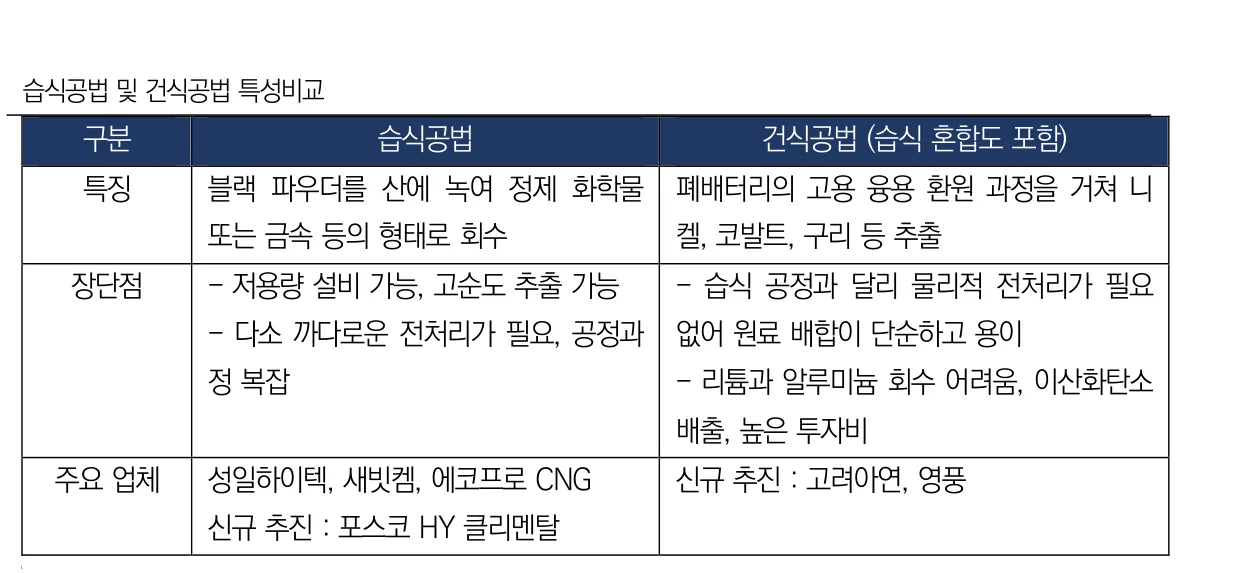 습식공법 및 건식공법 특성비교
구분 습식공법 건식공법 (습식 혼합도 포함)
특징
블랙 파우더를 산에 녹여 정제 화학물
또는 금속 등의 형태로 회수
폐배터리의 고용 융용 환원 과정을 거쳐 니
켈, 코발트, 구리 등 추출
장단점
- 저용량 설비 가능, 고순도 추출 가능
- 다소 까다로운 전처리가 필요, 공정과
정 복잡
- 습식 공정과 달리 물리적 전처리가 필요
없어 원료 배합이 단순하고 용이
- 리튬과 알루미늄 회수 어려움, 이산화탄소
배출, 높은 투자비
주요 업체
성일하이텍, 새빗켐, 에코프로 CNG
신규 추진 : 포스코 HY 클리멘탈
신규 추진 : 고려아연, 영풍